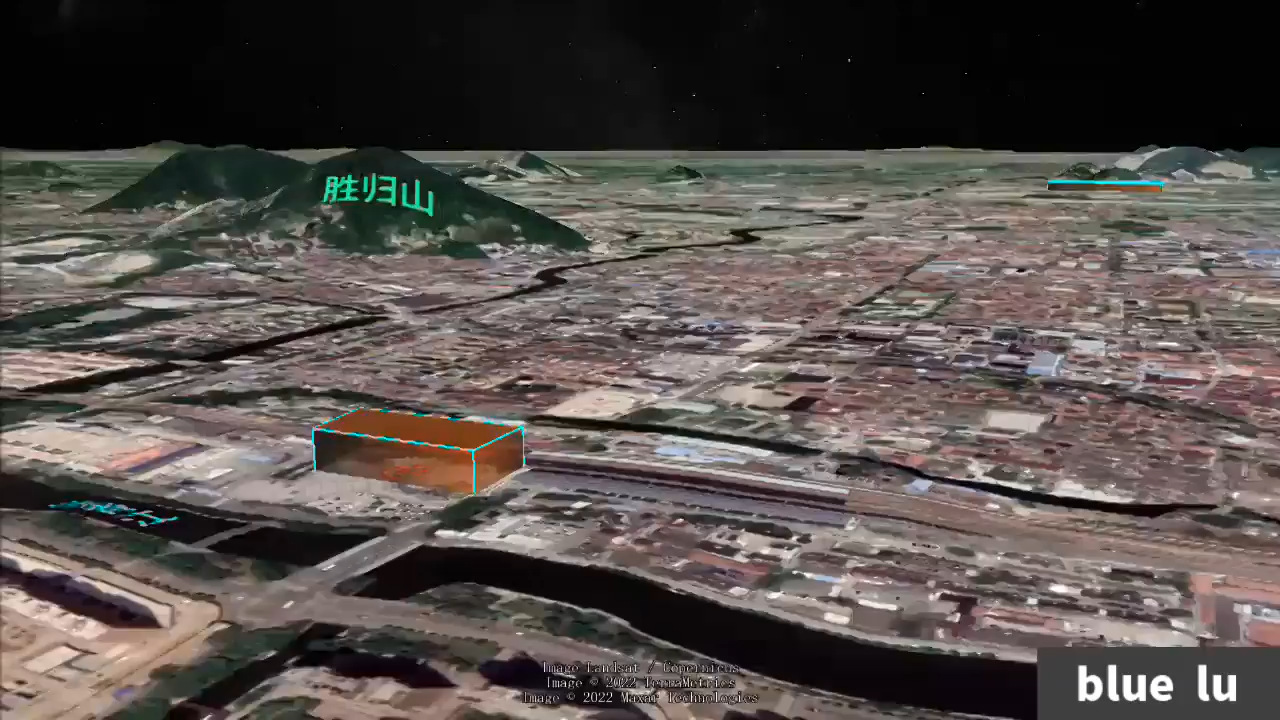 胜归山
Image Landsat / Copernicus
Image © 2022 TerraMetrics
Image © 2022 Maxar Technologies
blue lu